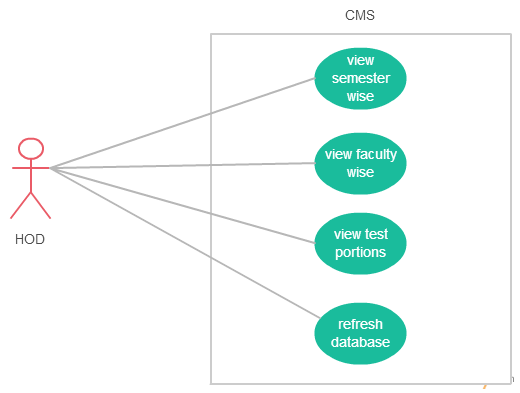 CMS
view
semester
wise
view faculty
wise
HOD
view test
portions
refresh
database